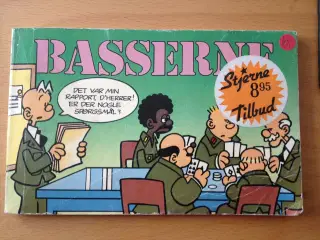 BASSERNE
Stjerne
8.95
Tilbud
DET VAR MIN
RAPPORT, D'HERRER!
ER DER NOGLE
SPØRGSMÅL?